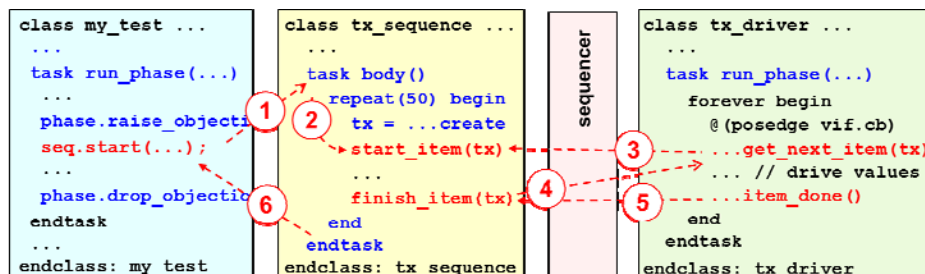 class my_test ...
...
task run_phase(...)
...
phase.raise_objecti
seq.start(...);
...
phase.drop_objectio
endtask
...
endclass: my_test
class tx_sequence ...
...
task body()
repeat(50) begin
tx = ...create
start_item(tx)
...
finish_item(tx)
end
endtask
endclass: tx_sequence
sequencer
class tx_driver ...
...
task run_phase(...)
forever begin
@(posedge vif.cb)
...get_next_item(tx)
... // drive values
...item_done()
end
endtask
endclass: tx_driver
1
2
3
4
5
6